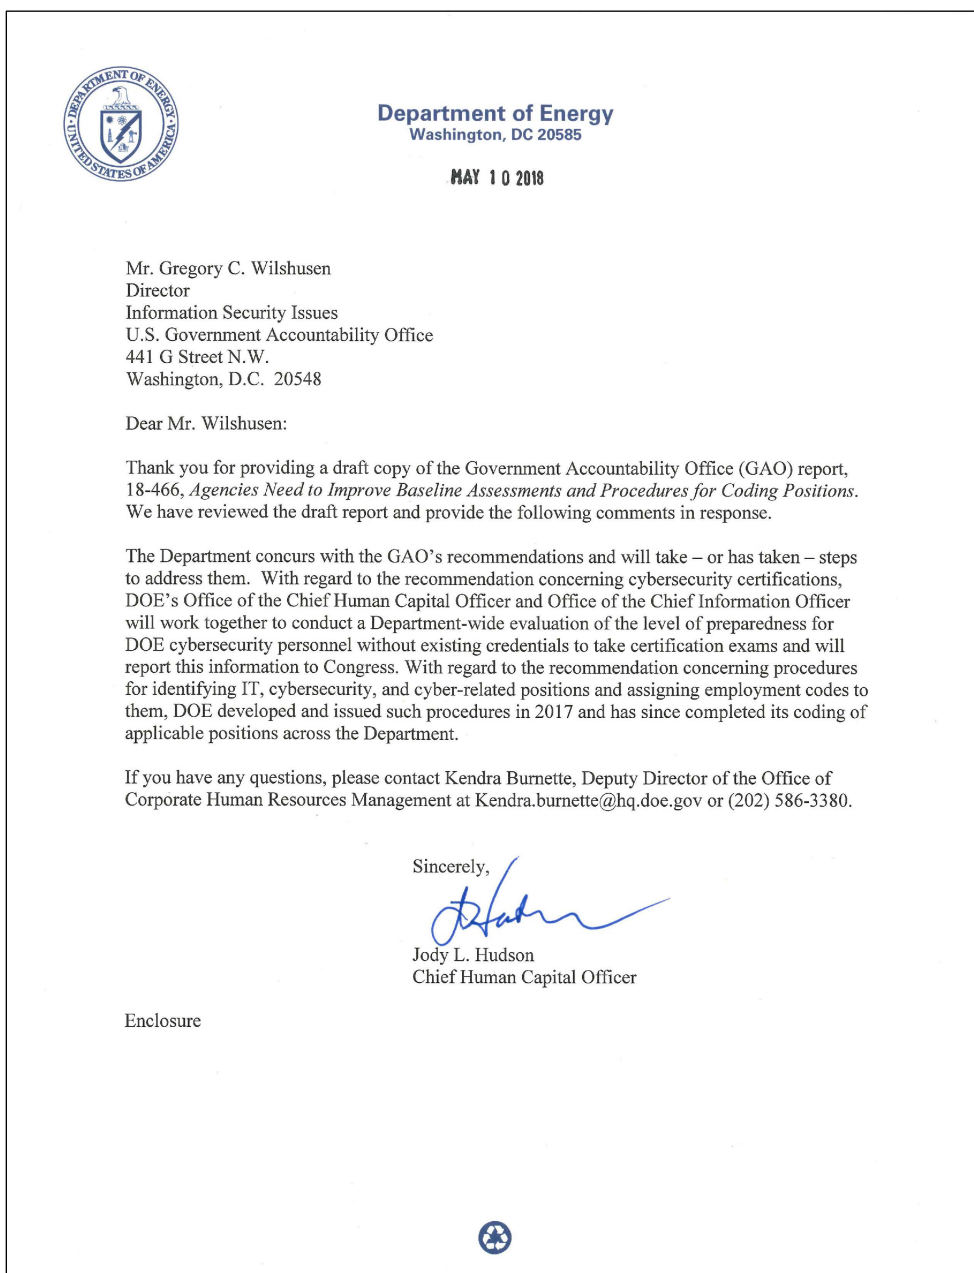 DEPARTMENT OF ENERGY
UNITED STATES OF AMERICA
Department of Energy
Washington, DC 20585
MAY 10 2018
Mr. Gregory C. Wilshusen
Director
Information Security Issues
U.S. Government Accountability Office
441 G Street N.W.
Washington, D.C.  20548
Dear Mr. Wilshusen:
Thank you for providing a draft copy of the Government Accountability Office (GAO) report,
18-466, Agencies Need to Improve Baseline Assessments and Procedures for Coding Positions.
We have reviewed the draft report and provide the following comments in response.
The Department concurs with the GAO's recommendations and will take – or has taken – steps
to address them.  With regard to the recommendation concerning cybersecurity certifications,
DOE's Office of the Chief Human Capital Officer and Office of the Chief Information Officer
will work together to conduct a Department-wide evaluation of the level of preparedness for
DOE cybersecurity personnel without existing credentials to take certification exams and will
report this information to Congress. With regard to the recommendation concerning procedures
for identifying IT, cybersecurity, and cyber-related positions and assigning employment codes to
them, DOE developed and issued such procedures in 2017 and has since completed its coding of
applicable positions across the Department.
If you have any questions, please contact Kendra Burnette, Deputy Director of the Office of
Corporate Human Resources Management at Kendra.burnette@hq.doe.gov or (202) 586-3380.
Sincerely,
Jody L. Hudson
Chief Human Capital Officer
Enclosure